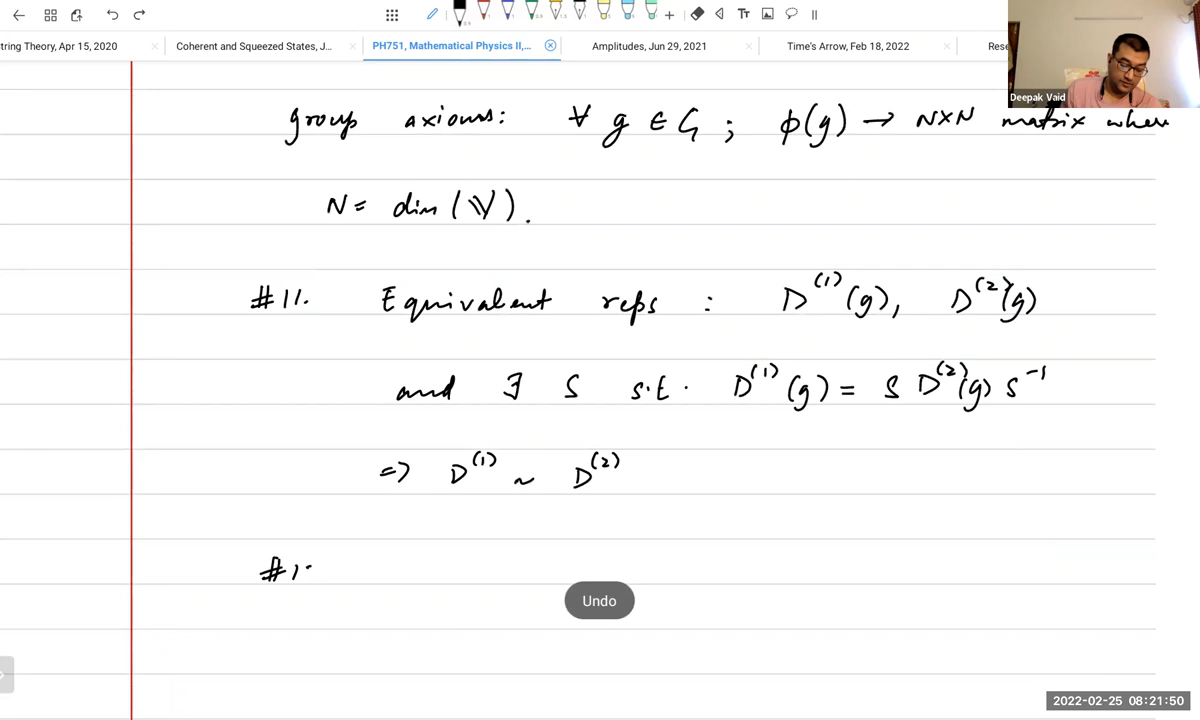 tring Theory, Apr 15, 2020
Coherent and Squeezed States, J...
PH751, Mathematical Physics II,...
Amplitudes, Jun 29, 2021
Time's Arrow, Feb 18, 2022
Rese
Deepak Vaid
group axioms: ∀ g ∈ G ; φ(g) → N×N matrix where
N = dim (𝕍).
#11. Equivalent reps : D⁽¹⁾(g), D⁽²⁾(g)
and ∃ S s.t. D⁽¹⁾(g) = S D⁽²⁾(g) S⁻¹
=> D⁽¹⁾ ~ D⁽²⁾
#1.
Undo
2022-02-25 08:21:50